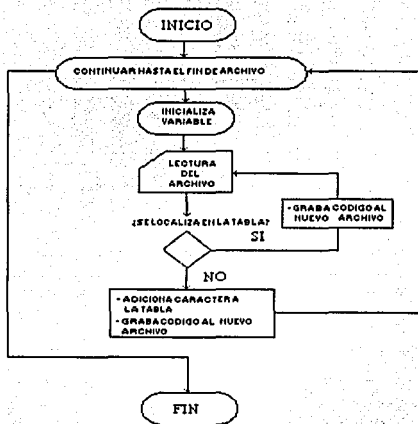 INICIO
CONTINUAR HASTA EL FIN DE ARCHIVO
INICIALIZA
VARIABLE
LECTURA
DEL
ARCHIVO
¿SE LOCALIZA EN LA TABLA?
SI
- GRABA CODIGO AL
NUEVO ARCHIVO
NO
- ADICIONA CARACTER A
LA TABLA
- GRABA CODIGO AL NUEVO
ARCHIVO
FIN